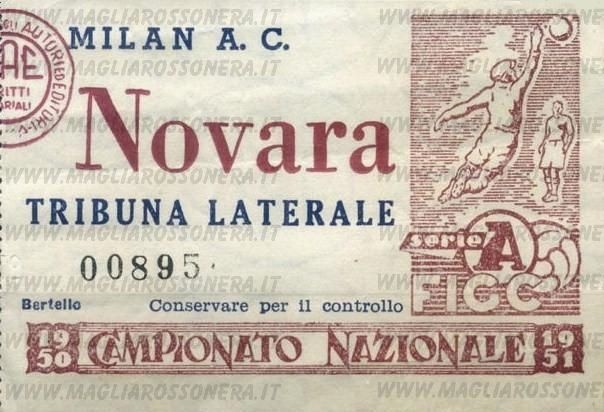 WWW.MAGLIAROSSONERA.IT
MILAN A. C.
Novara
TRIBUNA LATERALE
00895
Bertello Conservare per il controllo
serie A
FIGC
1950 CAMPIONATO NAZIONALE 1951